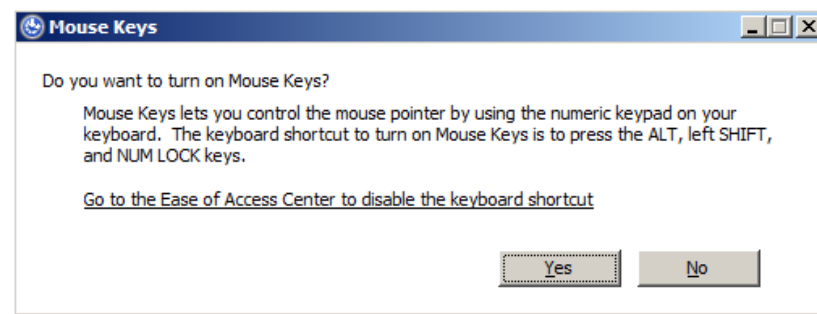 Mouse Keys
Do you want to turn on Mouse Keys?
Mouse Keys lets you control the mouse pointer by using the numeric keypad on your
keyboard.  The keyboard shortcut to turn on Mouse Keys is to press the ALT, left SHIFT,
and NUM LOCK keys.
Go to the Ease of Access Center to disable the keyboard shortcut
Yes No